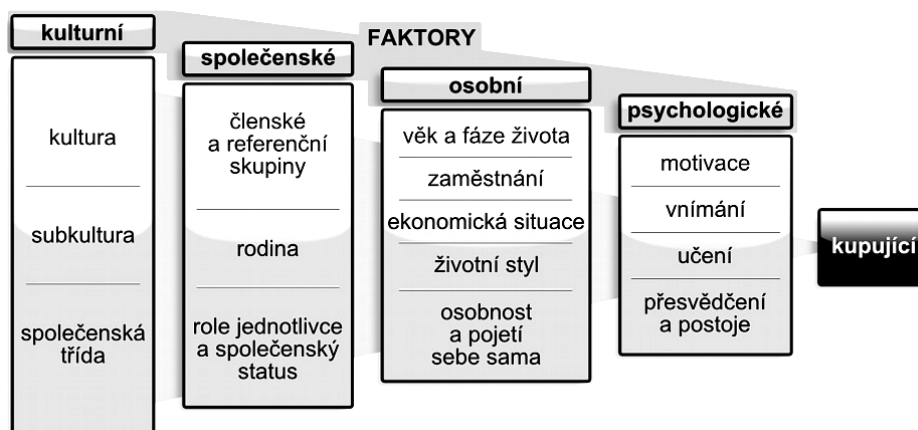 FAKTORY
kulturní
kultura
subkultura
společenská
třída
společenské
členské
a referenční
skupiny
rodina
role jednotlivce
a společenský
status
osobní
věk a fáze života
zaměstnání
ekonomická situace
životní styl
osobnost
a pojetí
sebe sama
psychologické
motivace
vnímání
učení
přesvědčení
a postoje
kupující